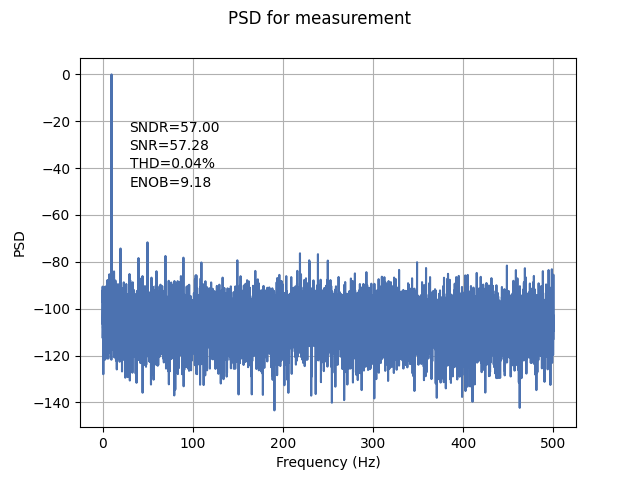 PSD for measurement
0
−20
−40
−60
−80
−100
−120
−140
PSD
SNDR=57.00
SNR=57.28
THD=0.04%
ENOB=9.18
0 100 200 300 400 500
Frequency (Hz)